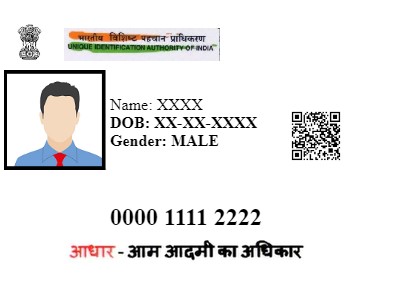 भारतीय विशिष्ट पहचान प्राधिकरण
UNIQUE IDENTIFICATION AUTHORITY OF INDIA
Name: XXXX
DOB: XX-XX-XXXX
Gender: MALE
0000 1111 2222
आधार - आम आदमी का अधिकार